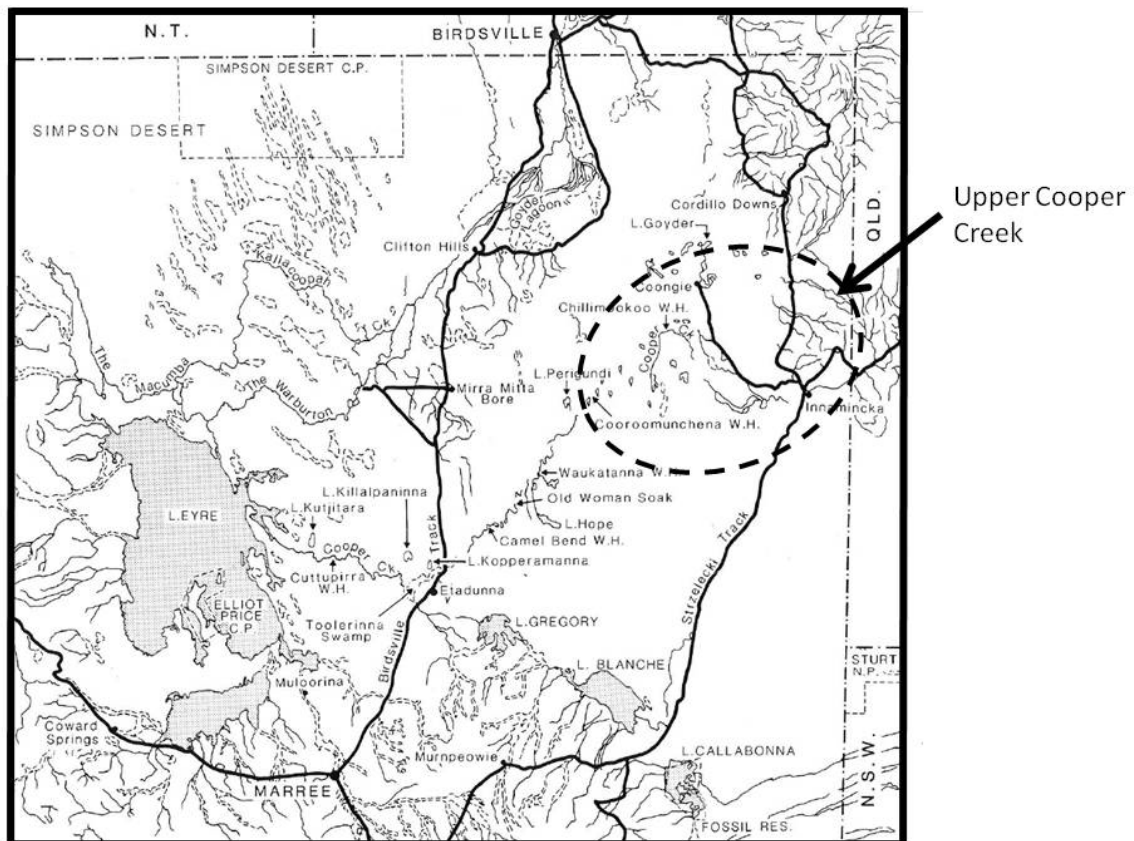 N.T.
BIRDSVILLE
SIMPSON DESERT C.P.
SIMPSON DESERT
Goyder
Lagoon
Cordillo Downs
QLD.
Upper Cooper
Creek
L.Goyder
Clifton Hills
Kallacoopah
Ck
Coongie
Chillimookoo W.H.
Cooper
Ck
The
Macumba
The Warburton
L.Perigundi
Mirra Mitta
Bore
Innamincka
Cooroomunchena W.H.
Waukatanna W.H.
L.Killalpaninna
Old Woman Soak
L.Kutjitara
L.EYRE
L.Hope
Camel Bend W.H.
Track
Cooper Ck.
L.Kopperamanna
Cuttupirra
W.H.
Etadunna
Strzelecki Track
ELLIOT
PRICE
C.P.
Toolerinna
Swamp
L.GREGORY
Birdsville
L. BLANCHE
STURT
N.P.
Muloorina
Coward
Springs
Murnpeowie
L.CALLABONNA
N.S.W.
MARREE
FOSSIL RES.